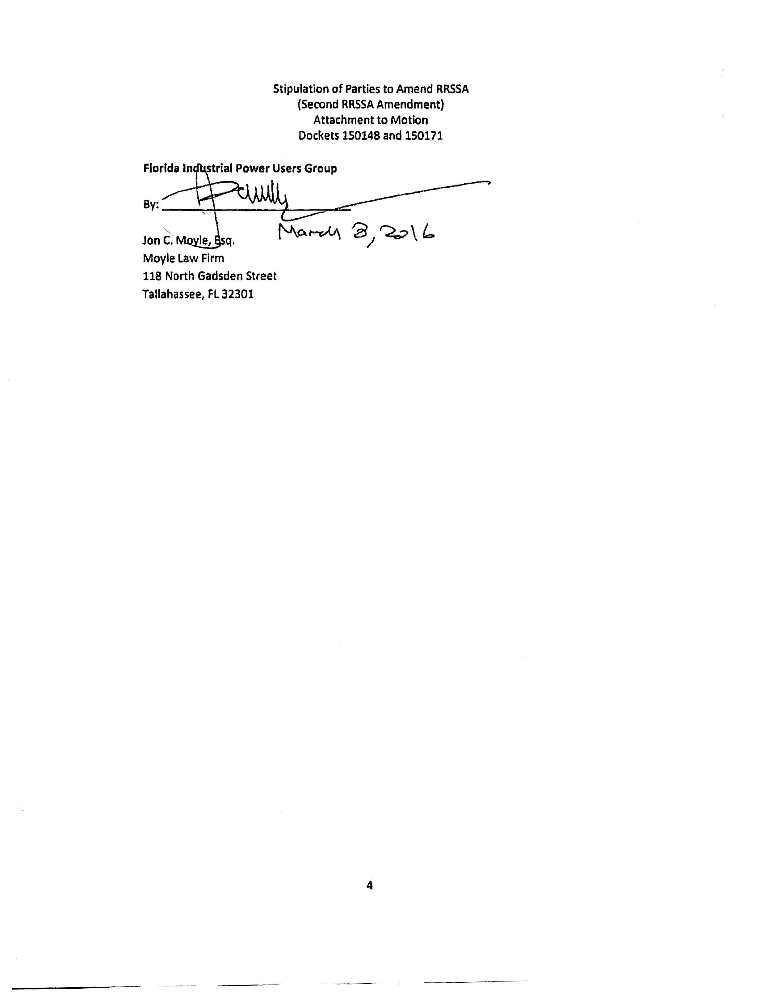 Stipulation of Parties to Amend RRSSA
(Second RRSSA Amendment)
Attachment to Motion
Dockets 150148 and 150171
Florida Industrial Power Users Group
By:
March 8, 2016
Jon C. Moyle, Esq.
Moyle Law Firm
118 North Gadsden Street
Tallahassee, FL 32301
4